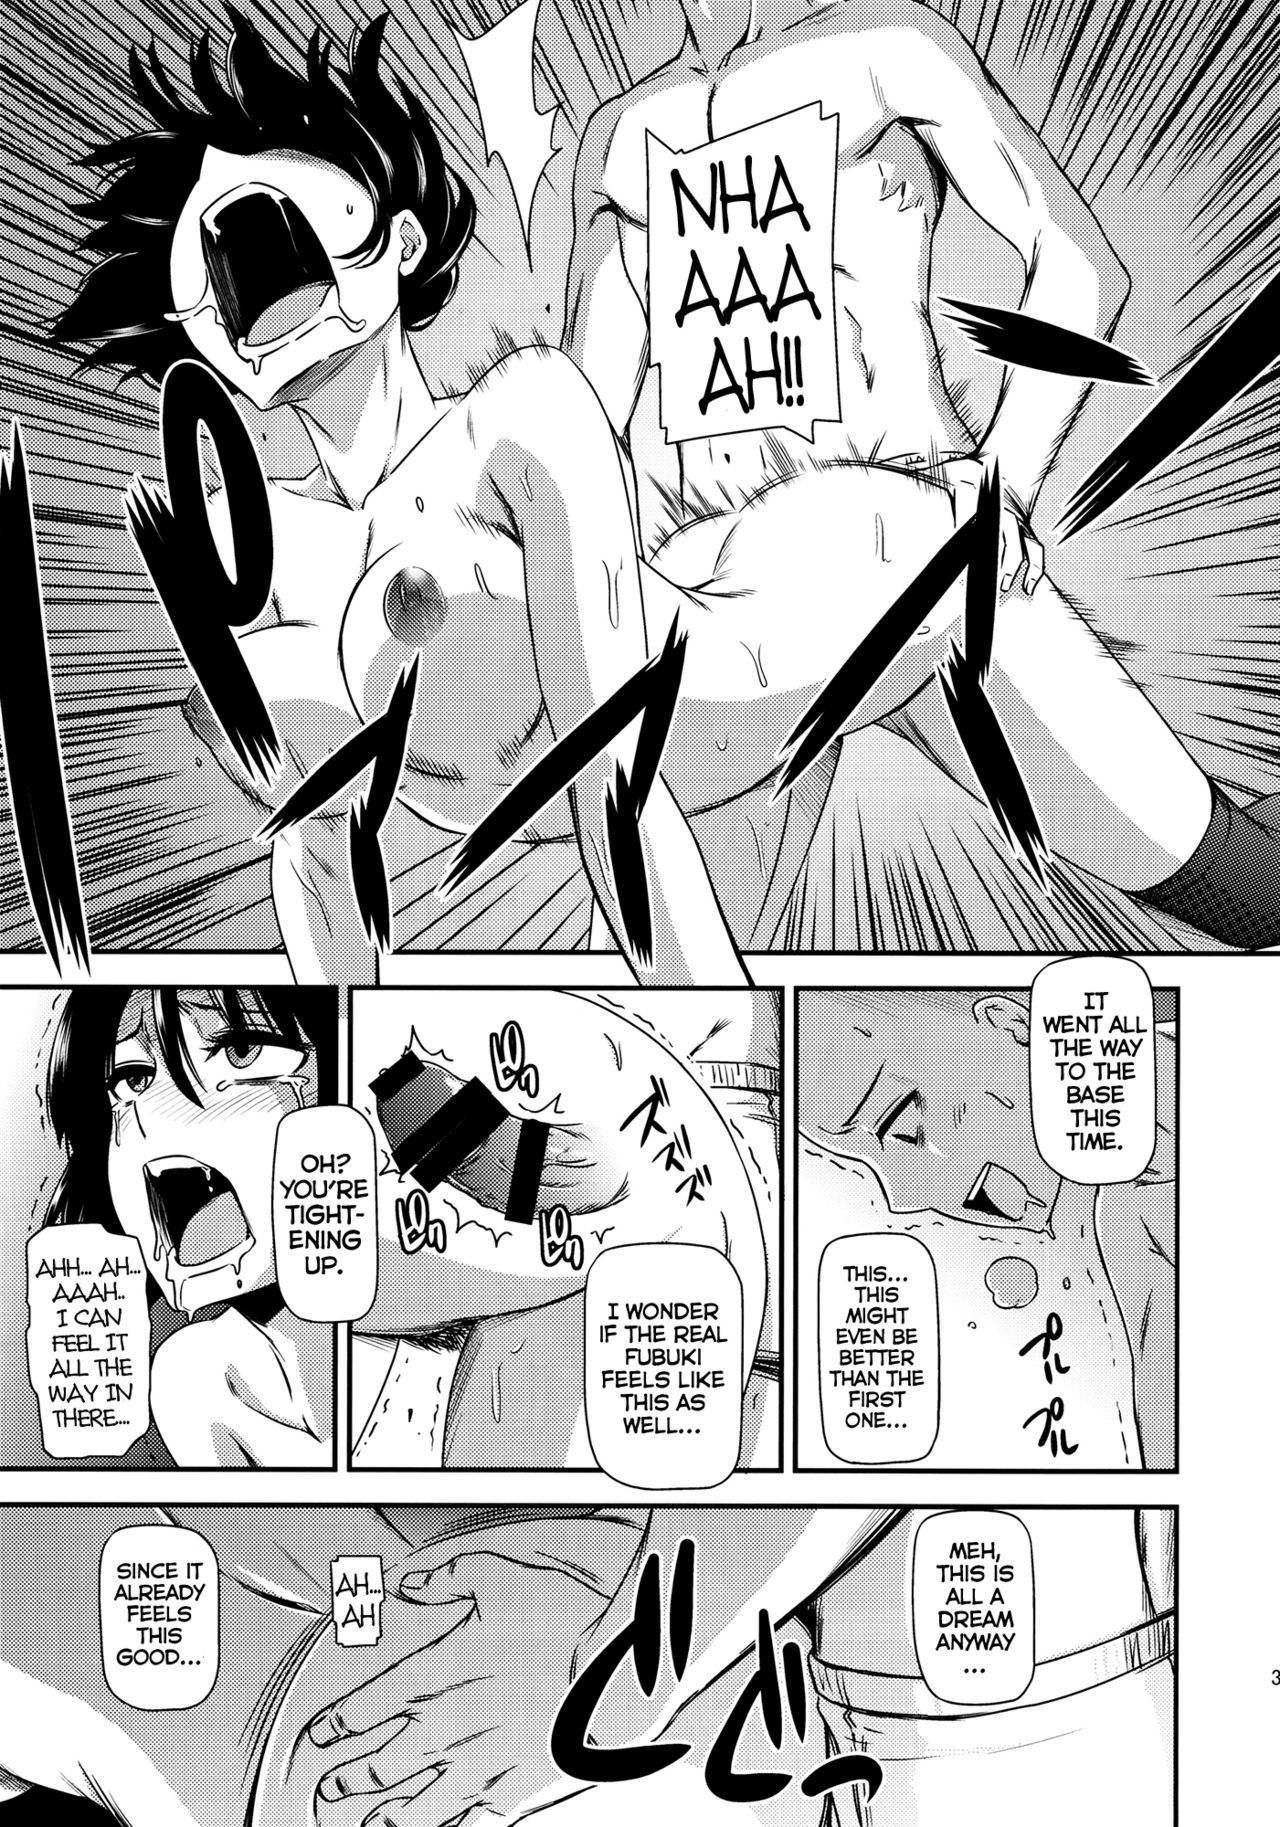 NHA
AAA
AH!!
IT
WENT ALL
THE WAY
TO THE
BASE
THIS
TIME.
THIS...
THIS
MIGHT
EVEN BE
BETTER
THAN THE
FIRST
ONE...
プル
プル
ズズズ
I WONDER
IF THE REAL
FUBUKI
FEELS LIKE
THIS AS
WELL...
OH?
YOU'RE
TIGHT-
ENING
UP.
AHH... AH...
AAAH..
I CAN
FEEL IT
ALL THE
WAY IN
THERE....
MEH,
THIS IS
ALL A
DREAM
ANYWAY
...
AH...
AH
SINCE IT
ALREADY
FEELS
THIS
GOOD...
3